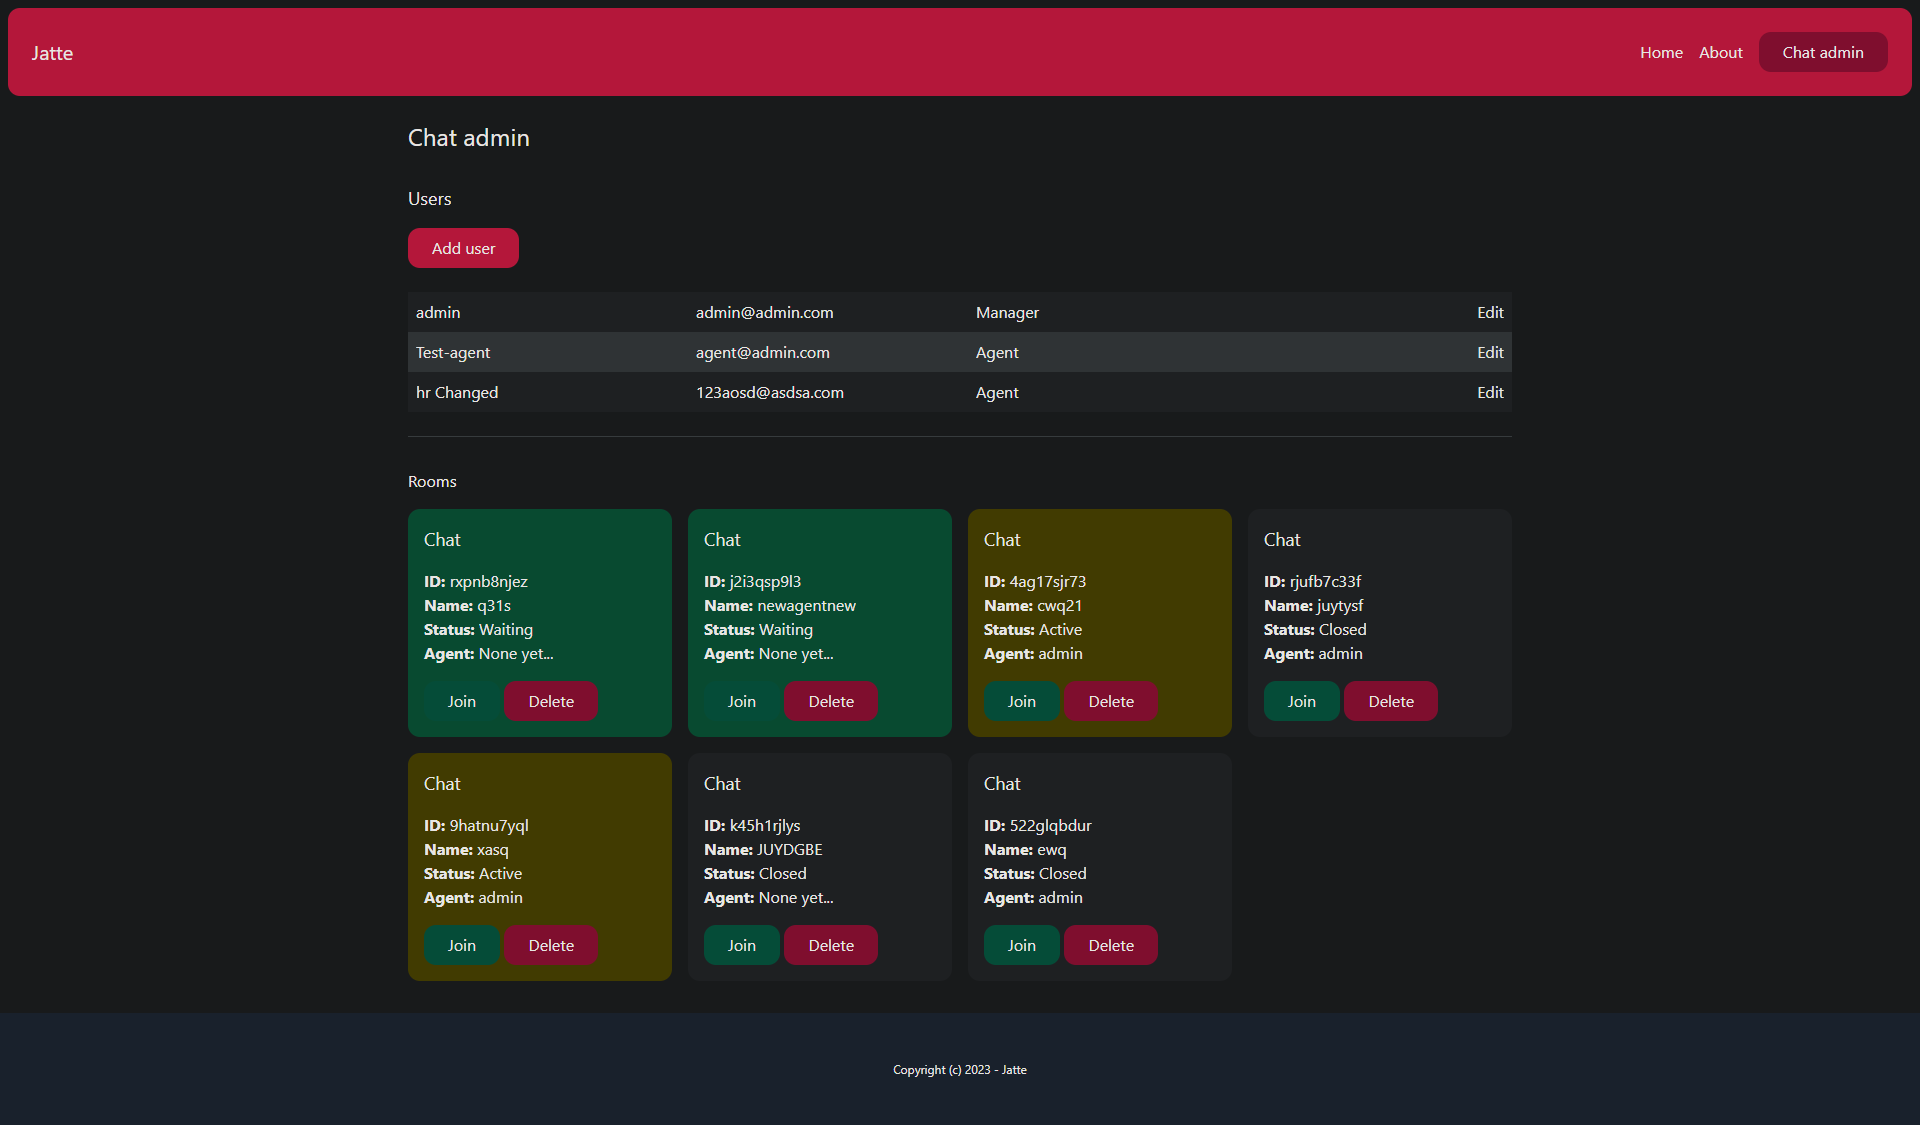 Jatte
Home About Chat admin
Chat admin
Users
Add user
admin admin@admin.com Manager Edit
Test-agent agent@admin.com Agent Edit
hr Changed 123aosd@asdsa.com Agent Edit
Rooms
Chat
ID: rxpnb8njez
Name: q31s
Status: Waiting
Agent: None yet...
Join Delete
Chat
ID: j2i3qsp9l3
Name: newagentnew
Status: Waiting
Agent: None yet...
Join Delete
Chat
ID: 4ag17sjr73
Name: cwq21
Status: Active
Agent: admin
Join Delete
Chat
ID: rjufb7c33f
Name: juytysf
Status: Closed
Agent: admin
Join Delete
Chat
ID: 9hatnu7yql
Name: xasq
Status: Active
Agent: admin
Join Delete
Chat
ID: k45h1rjlys
Name: JUYDGBE
Status: Closed
Agent: None yet...
Join Delete
Chat
ID: 522glqbdur
Name: ewq
Status: Closed
Agent: admin
Join Delete
Copyright (c) 2023 - Jatte